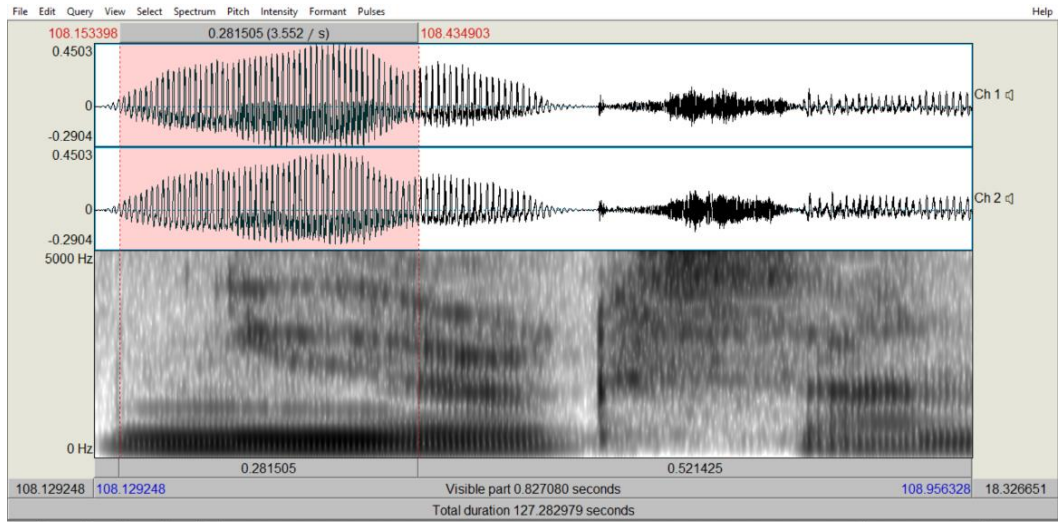 File Edit Query View Select Spectrum Pitch Intensity Formant Pulses Help
108.153398 0.281505 (3.552 / s) 108.434903
0.4503
0
-0.2904
Ch 1
0.4503
0
-0.2904
Ch 2
5000 Hz
0 Hz
0.281505 0.521425
108.129248 108.129248 Visible part 0.827080 seconds 108.956328 18.326651
Total duration 127.282979 seconds